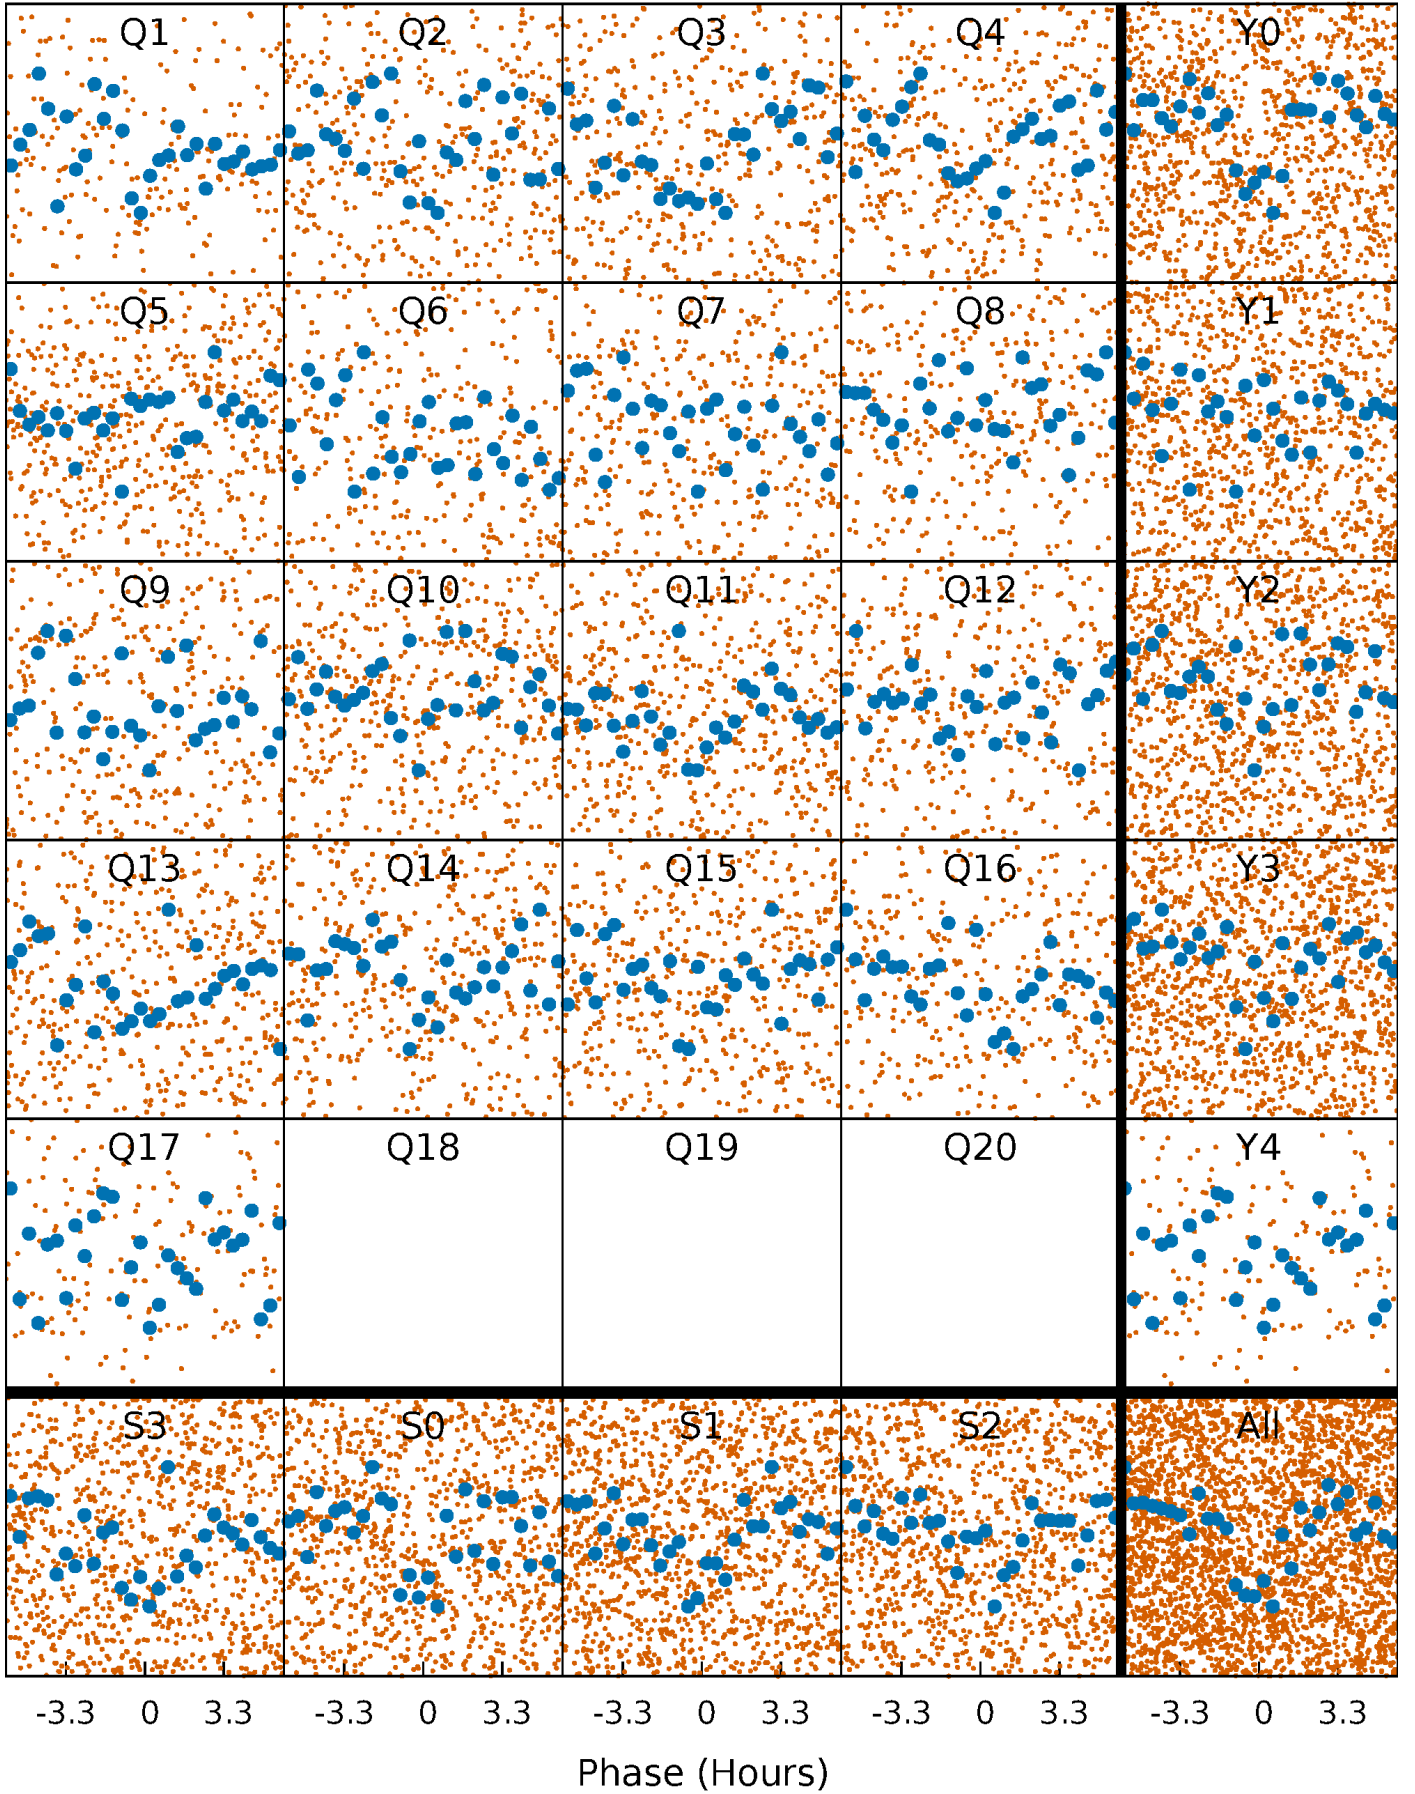 Q1 Q2 Q3 Q4 Y0
Q5 Q6 Q7 Q8 Y1
Q9 Q10 Q11 Q12 Y2
Q13 Q14 Q15 Q16 Y3
Q17 Q18 Q19 Q20 Y4
S3 S0 S1 S2 All
-3.3 0 3.3 -3.3 0 3.3 -3.3 0 3.3 -3.3 0 3.3 -3.3 0 3.3
Phase (Hours)